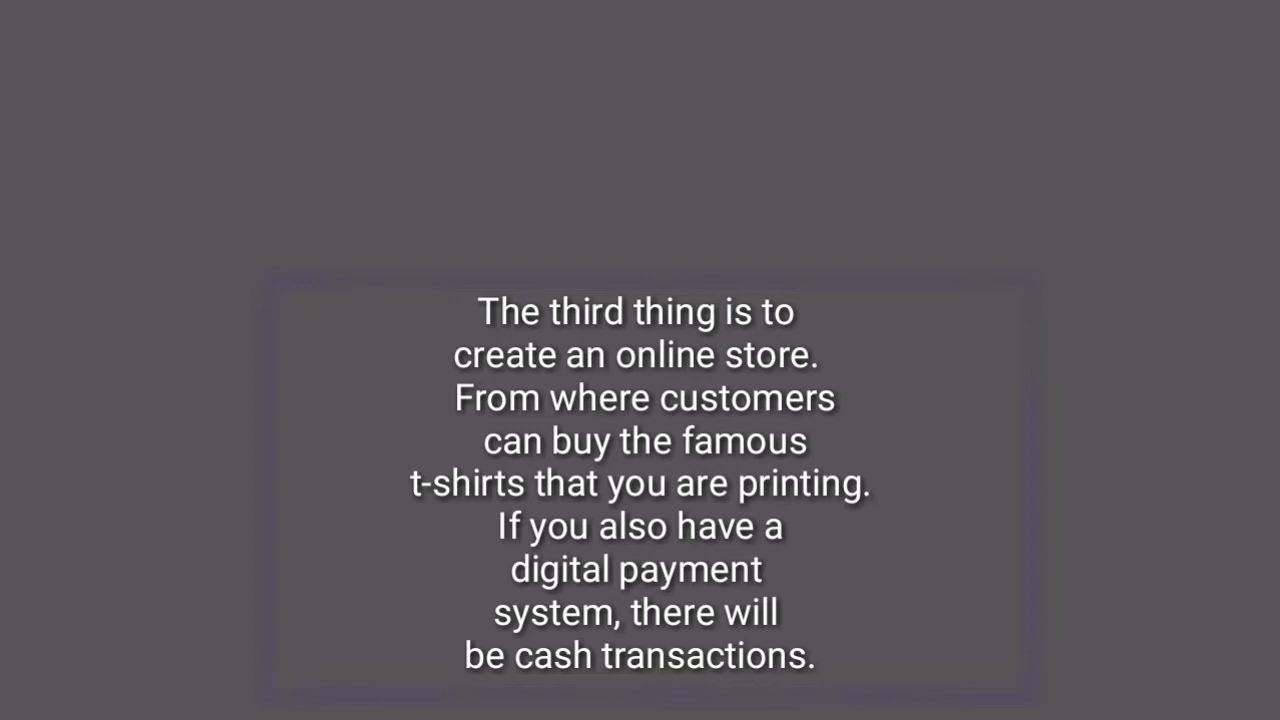 The third thing is to
create an online store.
From where customers
can buy the famous
t-shirts that you are printing.
If you also have a
digital payment
system, there will
be cash transactions.